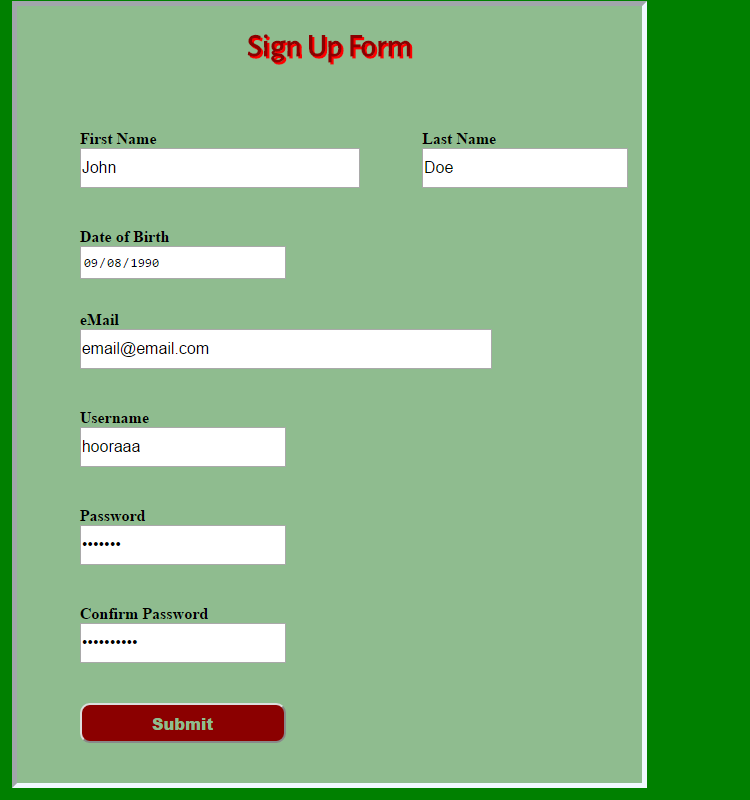 Sign Up Form
First Name Last Name
John Doe
Date of Birth
09/08/1990
eMail
email@email.com
Username
hooraaa
Password
•••••••
Confirm Password
••••••••••
Submit